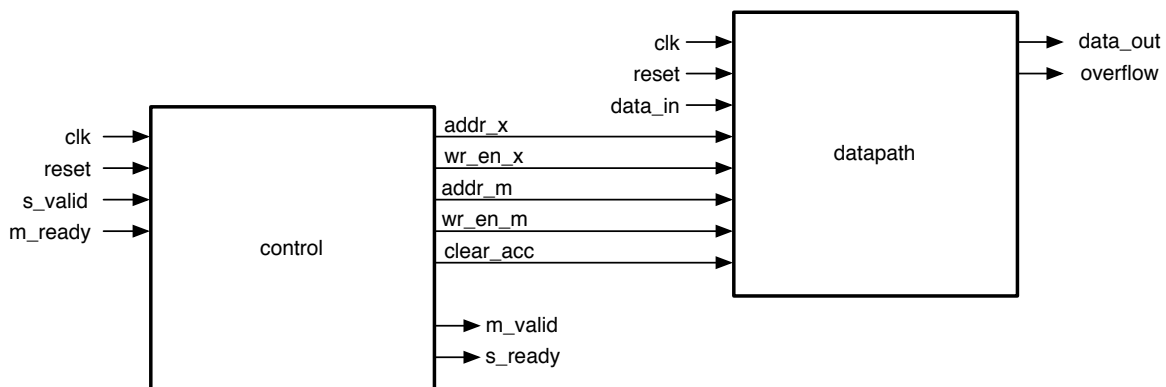 clk
reset
s_valid
m_ready
control
addr_x
wr_en_x
addr_m
wr_en_m
clear_acc
m_valid
s_ready
clk
reset
data_in
datapath
data_out
overflow